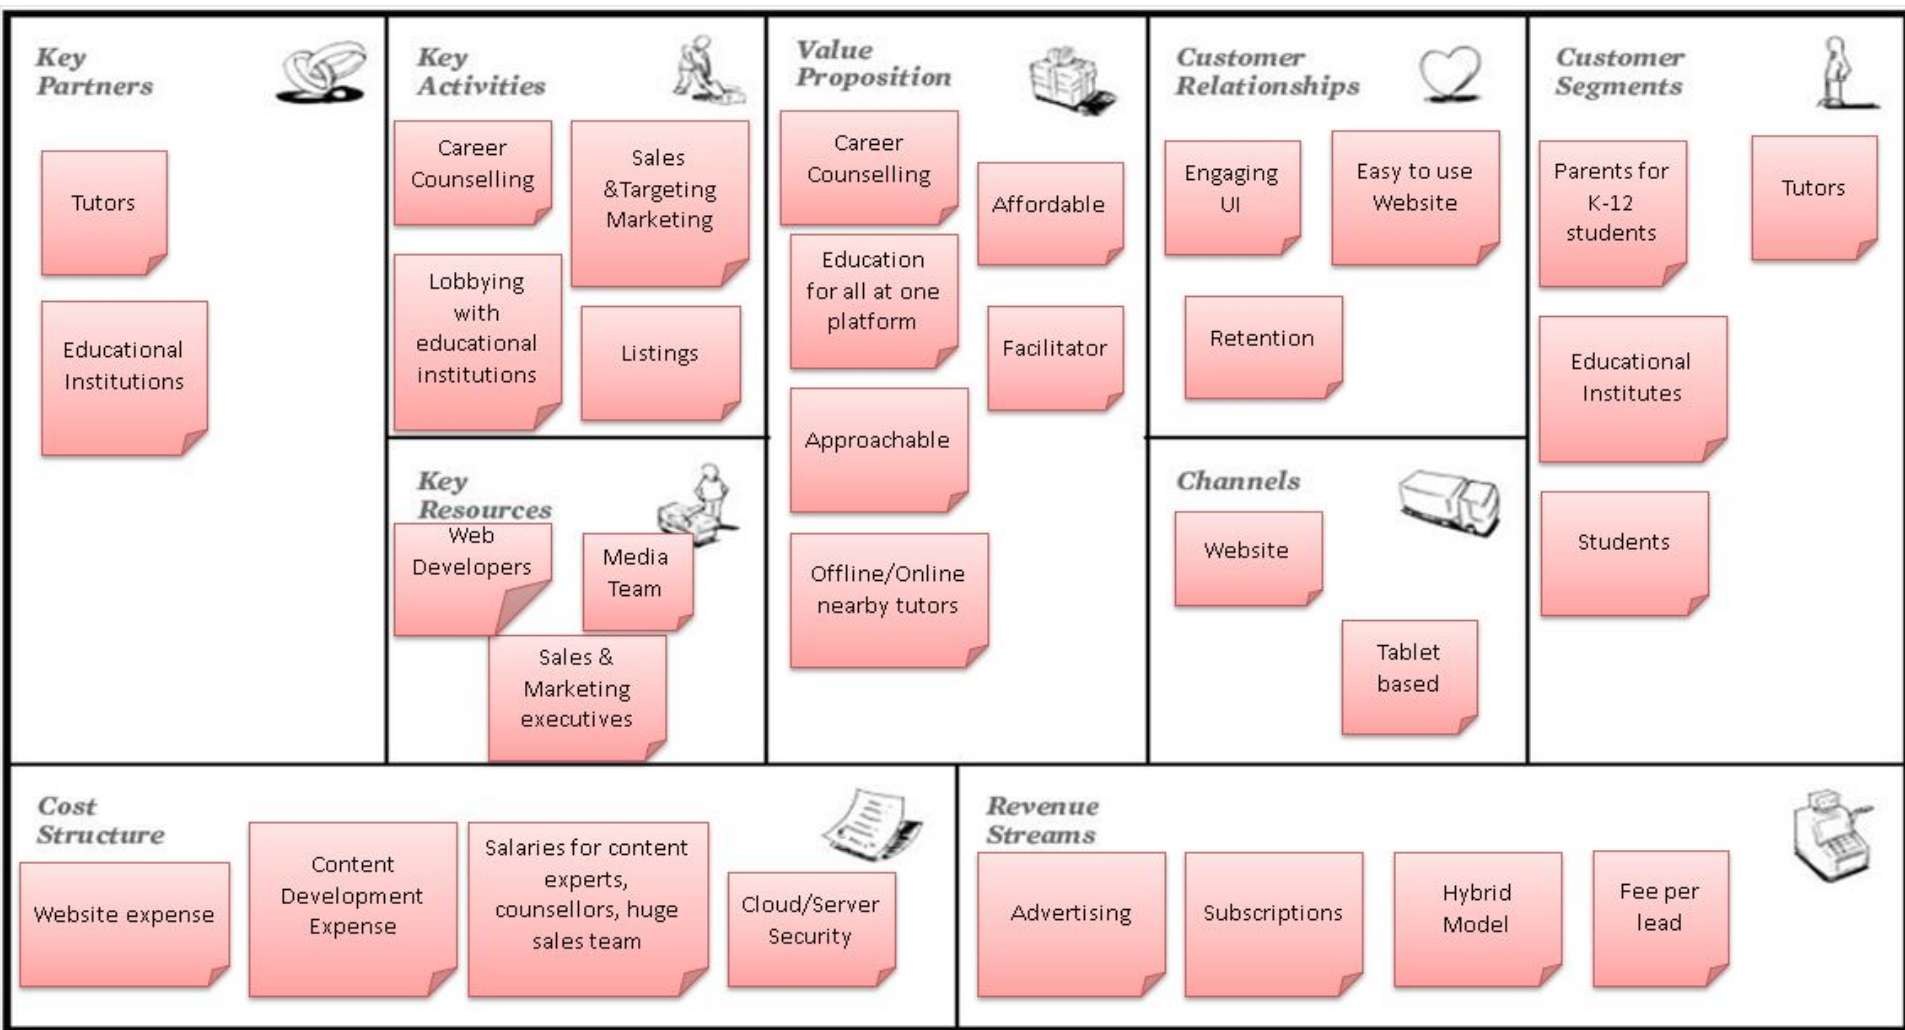 Key
Partners
Tutors
Educational
Institutions
Key
Activities
Career
Counselling
Sales
&Targeting
Marketing
Lobbying
with
educational
institutions
Listings
Key
Resources
Web
Developers
Media
Team
Sales &
Marketing
executives
Value
Proposition
Career
Counselling
Affordable
Education
for all at one
platform
Facilitator
Approachable
Offline/Online
nearby tutors
Customer
Relationships
Engaging
UI
Easy to use
Website
Retention
Channels
Website
Tablet
based
Customer
Segments
Parents for
K-12
students
Tutors
Educational
Institutes
Students
Cost
Structure
Website expense
Content
Development
Expense
Salaries for content
experts,
counsellors, huge
sales team
Cloud/Server
Security
Revenue
Streams
Advertising
Subscriptions
Hybrid
Model
Fee per
lead